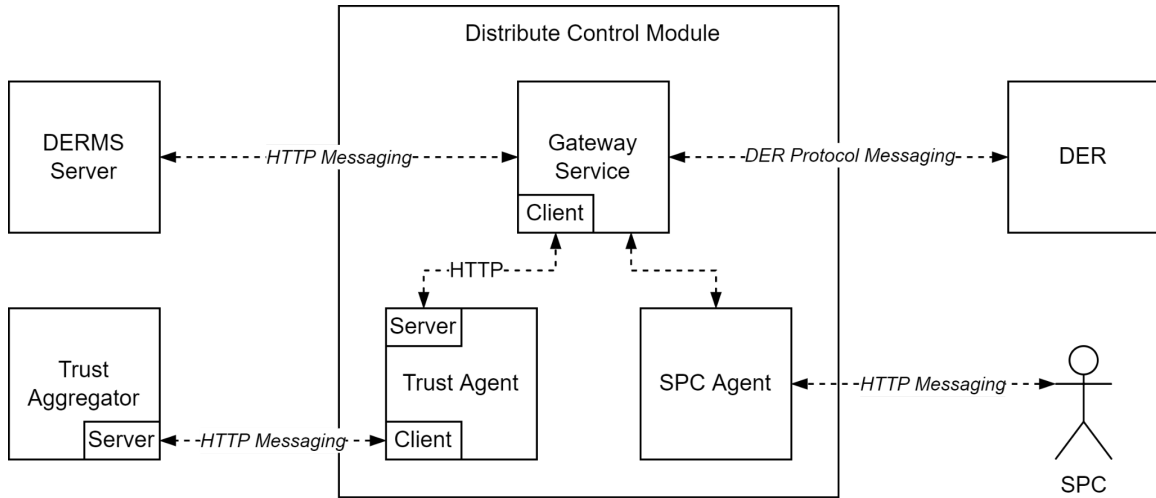 Distribute Control Module
DERMS
Server
HTTP Messaging
Gateway
Service
Client
DER Protocol Messaging
DER
HTTP
Trust
Aggregator
Server
HTTP Messaging
Server
Trust Agent
Client
SPC Agent
HTTP Messaging
SPC